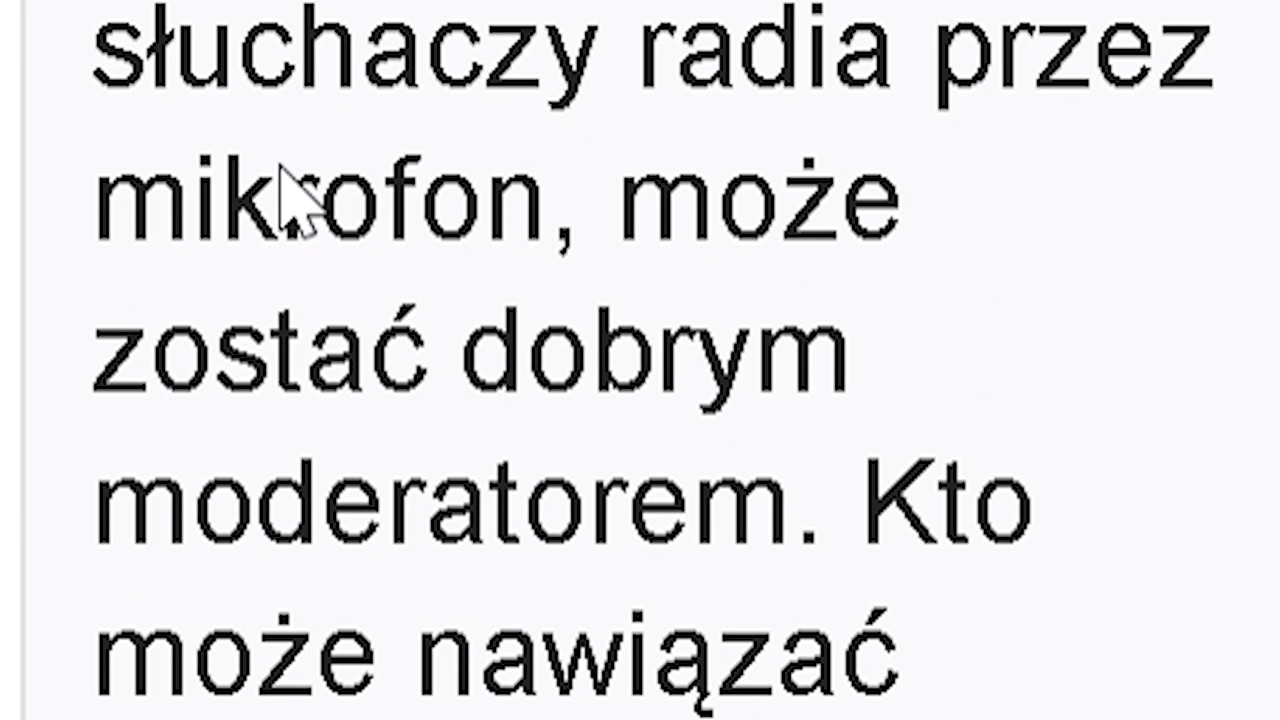 słuchaczy radia przez
mikrofon, może
zostać dobrym
moderatorem. Kto
może nawiązać